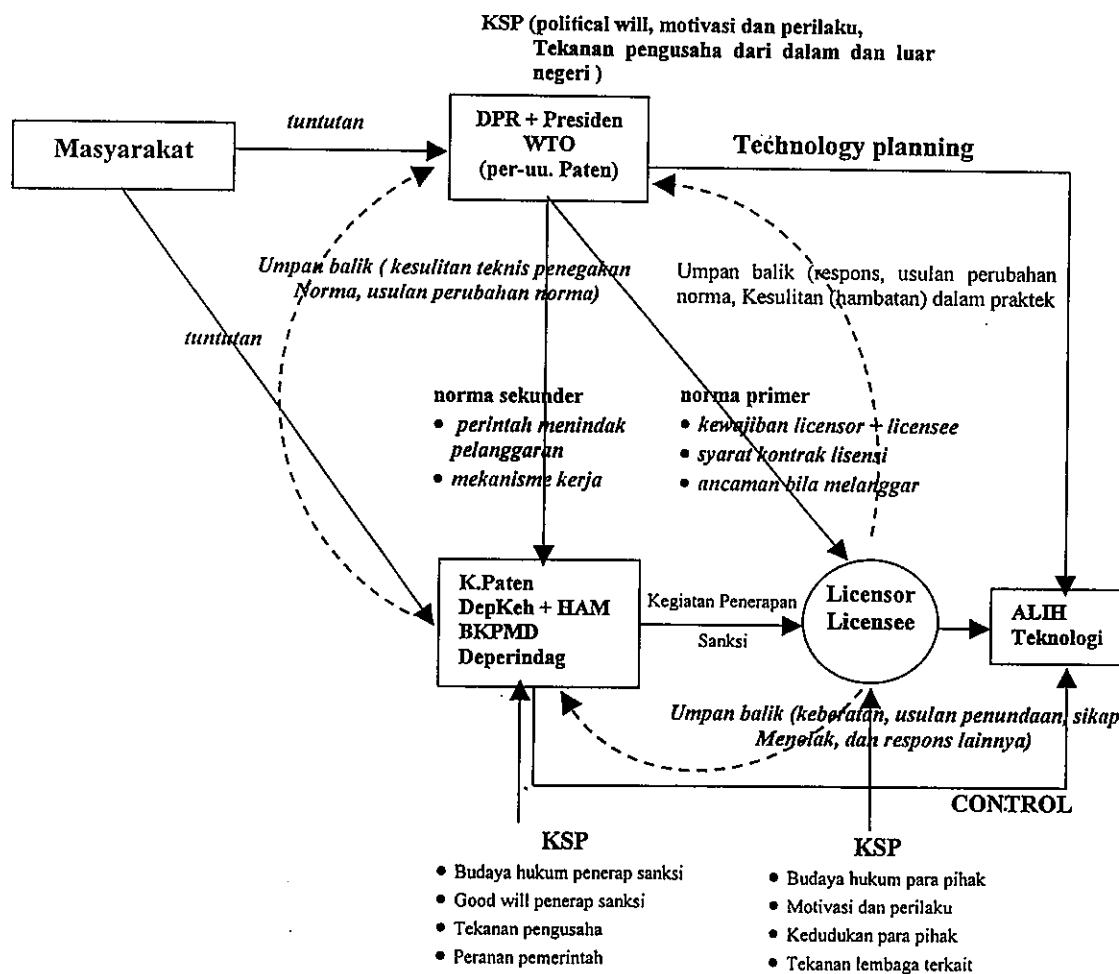 KSP (political will, motivasi dan perilaku,
Tekanan pengusaha dari dalam dan luar
negeri )
Masyarakat
tuntutan
DPR + Presiden
WTO
(per-uu. Paten)
Technology planning
Umpan balik ( kesulitan teknis penegakan
Norma, usulan perubahan norma)
Umpan balik (respons, usulan perubahan
norma, Kesulitan (hambatan) dalam praktek
tuntutan
norma sekunder
• perintah menindak
pelanggaran
• mekanisme kerja
norma primer
• kewajiban licensor + licensee
• syarat kontrak lisensi
• ancaman bila melanggar
K.Paten
DepKeh + HAM
BKPMD
Deperindag
Kegiatan Penerapan
Sanksi
Licensor
Licensee
ALIH
Teknologi
Umpan balik (keberatan, usulan penundaan, sikap
Menolak, dan respons lainnya)
CONTROL
KSP
• Budaya hukum penerap sanksi
• Good will penerap sanksi
• Tekanan pengusaha
• Peranan pemerintah
KSP
• Budaya hukum para pihak
• Motivasi dan perilaku
• Kedudukan para pihak
• Tekanan lembaga terkait